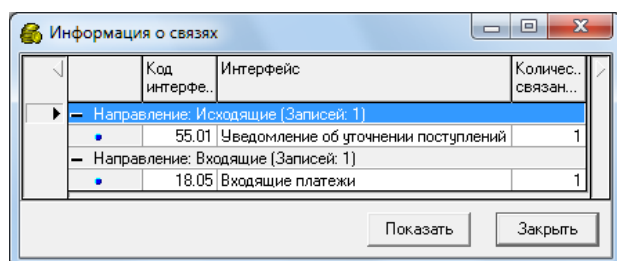 Информация о связях
Код интерфе.. Интерфейс Количес.. связан...
Направление: Исходящие (Записей: 1)
55.01 Уведомление об уточнении поступлений 1
Направление: Входящие (Записей: 1)
18.05 Входящие платежи 1
Показать Закрыть